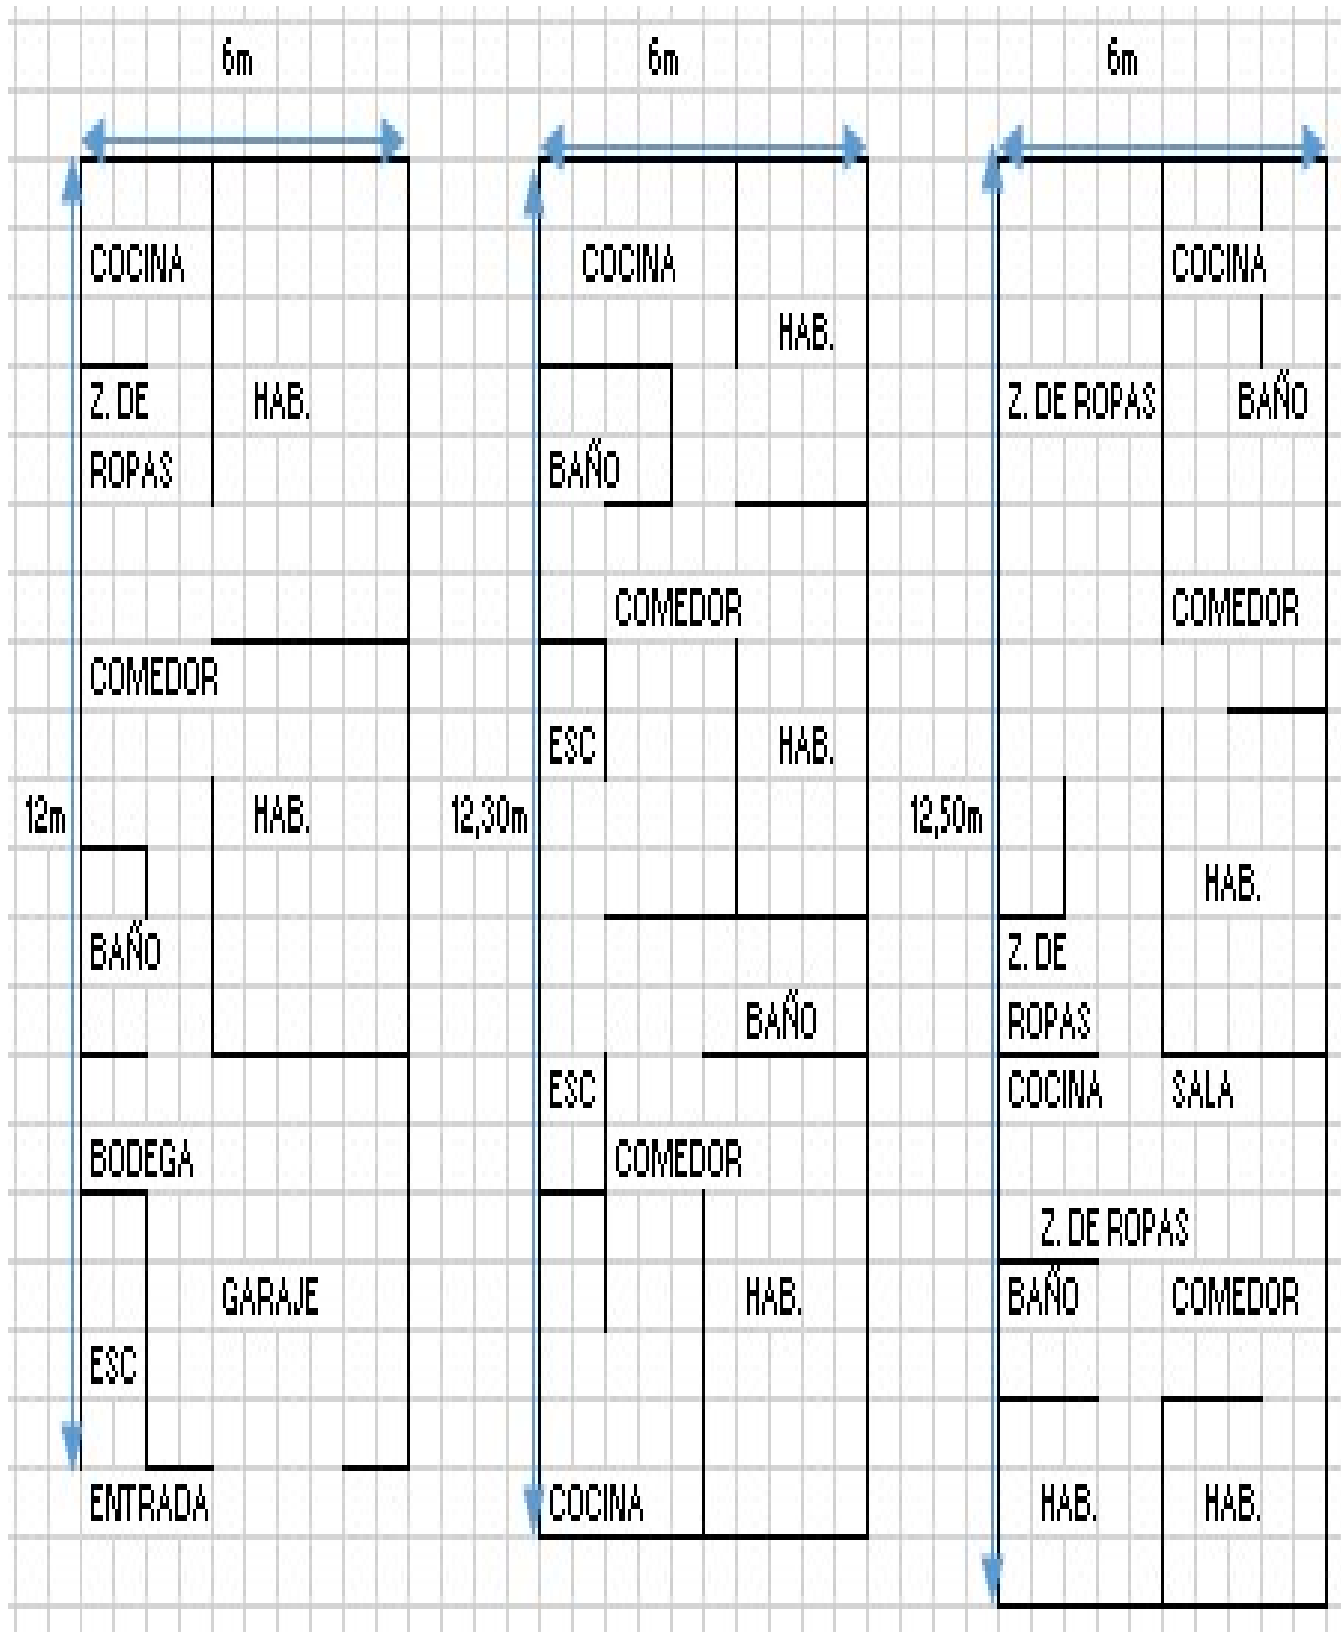 6m
6m
6m
COCINA
COCINA
COCINA
HAB.
Z. DE
ROPAS
HAB.
Z. DE ROPAS
BAÑO
BAÑO
COMEDOR
COMEDOR
COMEDOR
ESC
HAB.
12m
HAB.
12,30m
12,50m
HAB.
BAÑO
Z. DE
ROPAS
BAÑO
ESC
COCINA
SALA
BODEGA
COMEDOR
Z. DE ROPAS
GARAJE
HAB.
BAÑO
COMEDOR
ESC
ENTRADA
COCINA
HAB.
HAB.